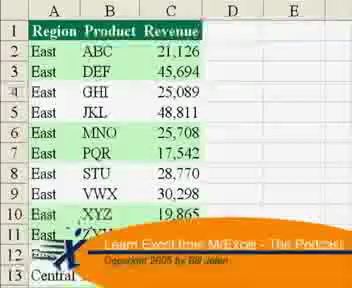 A B C D E
1 Region Product Revenue
2 East ABC 21,126
3 East DEF 45,694
4 East GHI 25,089
5 East JKL 48,811
6 East MNO 25,708
7 East PQR 17,542
8 East STU 28,770
9 East VWX 30,298
10 East XYZ 19,865
11 East
12
13 Central
Learn Excel from MrExcel - The Podcast
Copyright 2005 by Bill Jelen